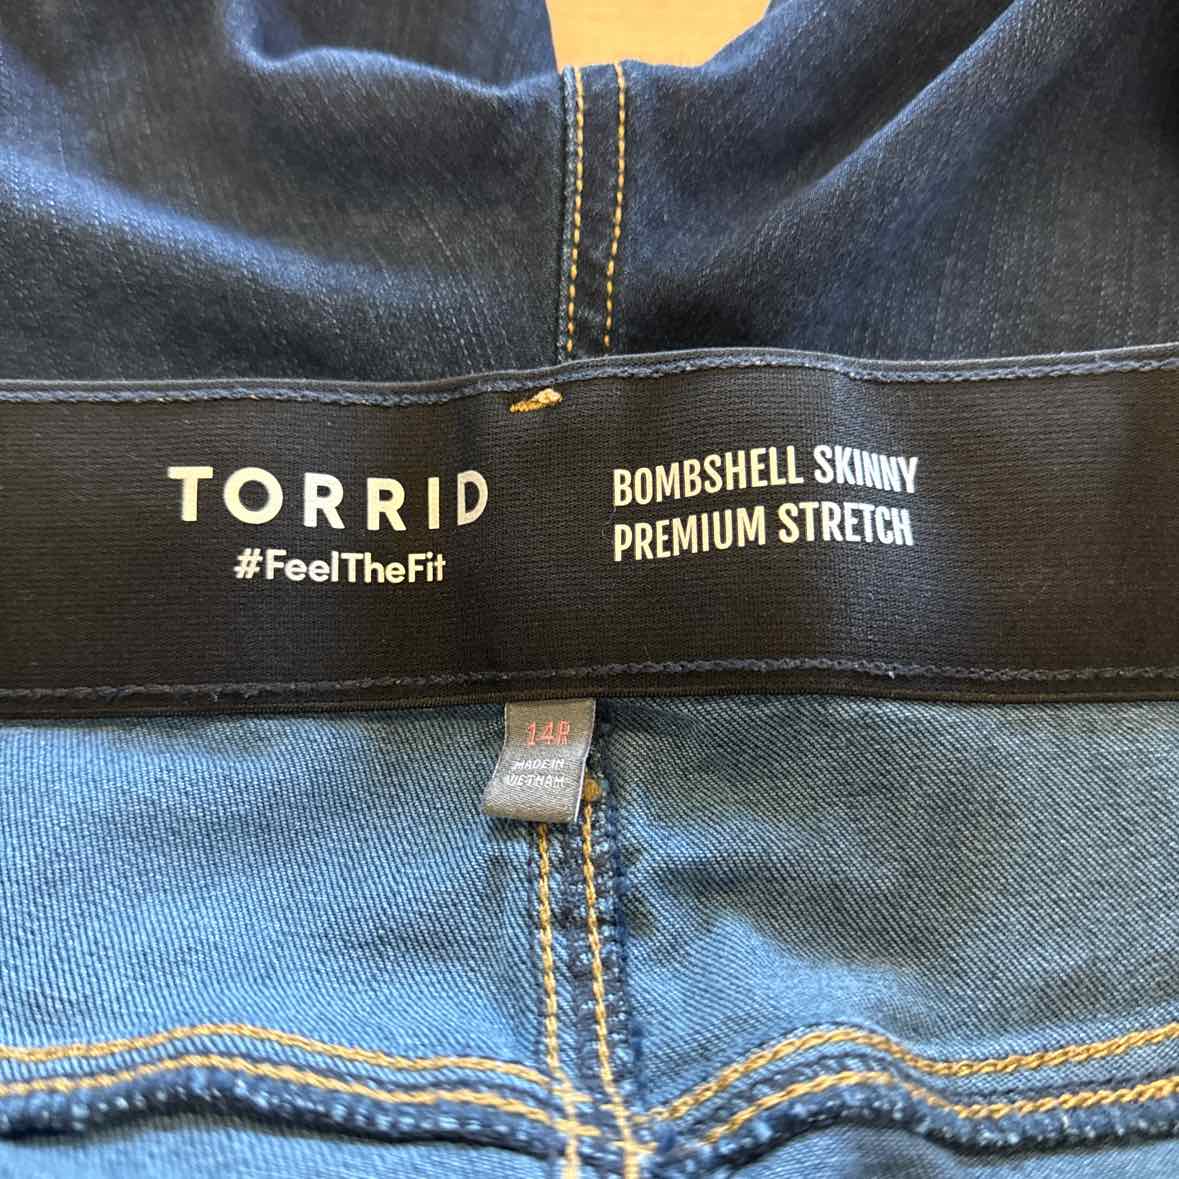 TORRID
#FeelTheFit
BOMBSHELL SKINNY
PREMIUM STRETCH
14R
MADE IN
VIETNAM